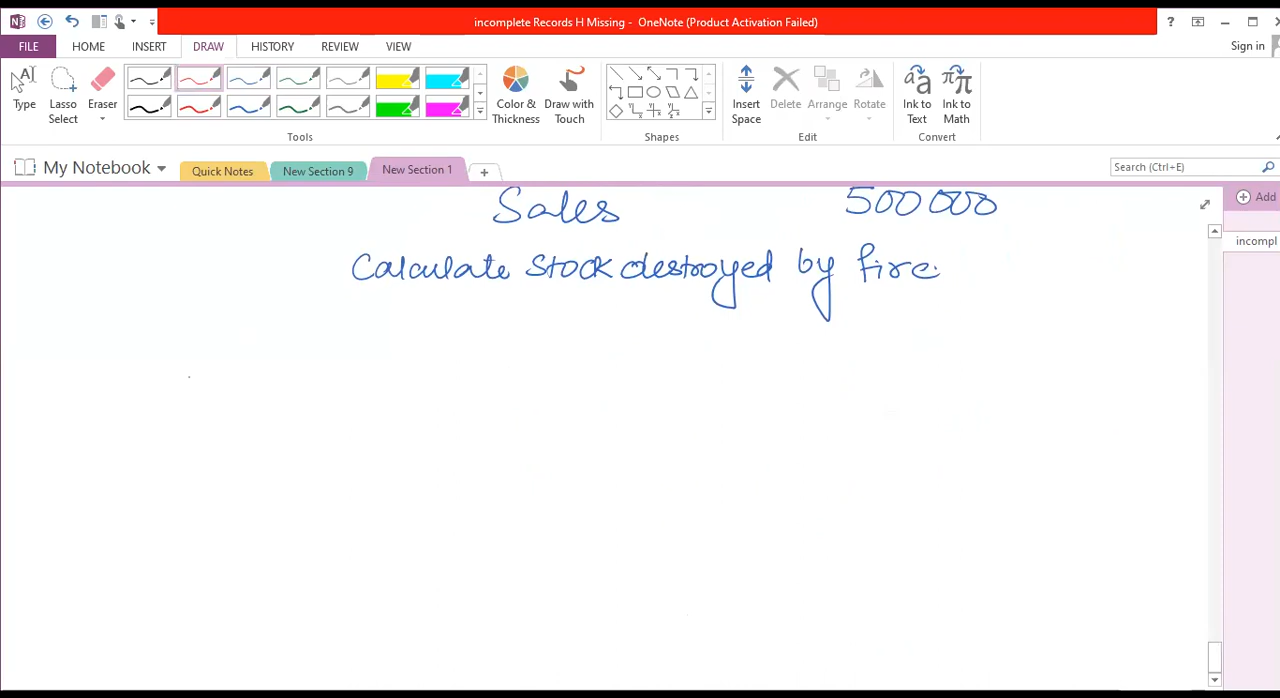 incomplete Records H Missing - OneNote (Product Activation Failed)
?
FILE HOME INSERT DRAW HISTORY REVIEW VIEW
Sign in
Type Lasso Select Eraser
Color & Thickness Draw with Touch
Insert Space Delete Arrange Rotate Ink to Text Ink to Math
Tools Shapes Edit Convert
My Notebook Quick Notes New Section 9 New Section 1 +
Search (Ctrl+E)
Add
incompl
Sales 500000
Calculate Stock destroyed by fire